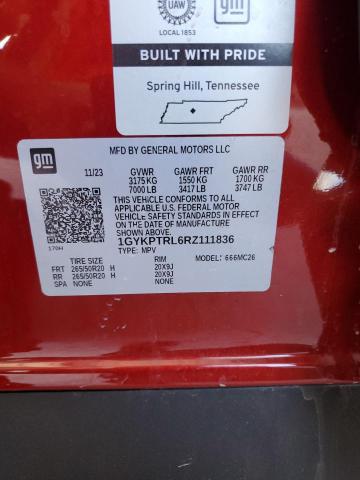 UAW
gm
LOCAL 1853
BUILT WITH PRIDE
Spring Hill, Tennessee
gm
MFD BY GENERAL MOTORS LLC
11/23 GVWR GAWR FRT GAWR RR
3175 KG 1550 KG 1700 KG
7000 LB 3417 LB 3747 LB
THIS VEHICLE CONFORMS TO ALL
APPLICABLE U.S. FEDERAL MOTOR
VEHICLE SAFETY STANDARDS IN EFFECT
ON THE DATE OF MANUFACTURE SHOWN ABOVE
1GYKPTRL6RZ111836
170H TYPE: MPV
TIRE SIZE RIM MODEL: 666MC26
FRT 265/50R20 H 20X9J
RR 265/50R20 H 20X9J
SPA NONE NONE